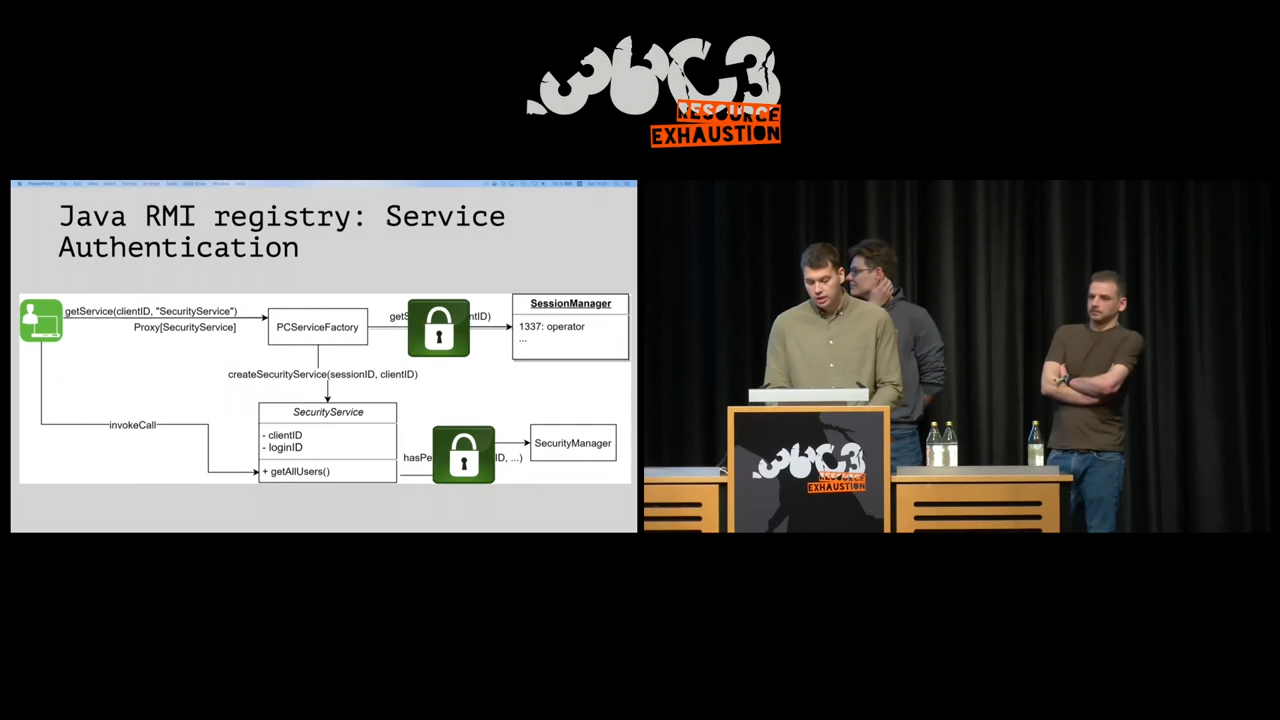 36C3
RESOURCE
EXHAUSTION
Java RMI registry: Service
Authentication
getService(clientID, "SecurityService")
Proxy[SecurityService]
PCServiceFactory
SessionManager
1337: operator
...
createSecurityService(sessionID, clientID)
SecurityService
- clientID
- loginID
+ getAllUsers()
invokeCall
SecurityManager
36C3
RESOURCE
EXHAUSTION